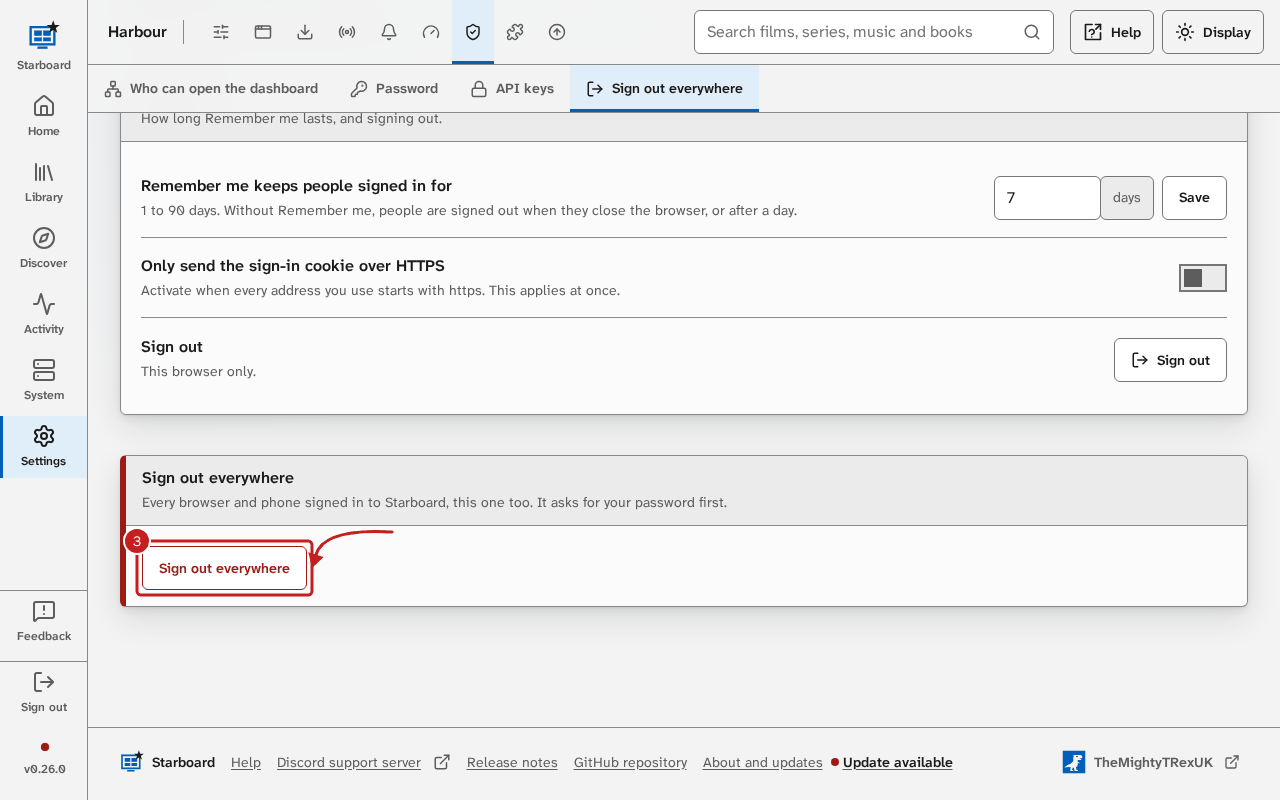 Starboard
Home
Library
Discover
Activity
System
Settings
Feedback
Sign out
v0.26.0
Harbour
Search films, series, music and books
Help
Display
Who can open the dashboard
Password
API keys
Sign out everywhere
How long Remember me lasts, and signing out.
Remember me keeps people signed in for
1 to 90 days. Without Remember me, people are signed out when they close the browser, or after a day.
7
days
Save
Only send the sign-in cookie over HTTPS
Activate when every address you use starts with https. This applies at once.
Sign out
This browser only.
Sign out
Sign out everywhere
Every browser and phone signed in to Starboard, this one too. It asks for your password first.
3
Sign out everywhere
Starboard
Help
Discord support server
Release notes
GitHub repository
About and updates
Update available
TheMightyTRexUK